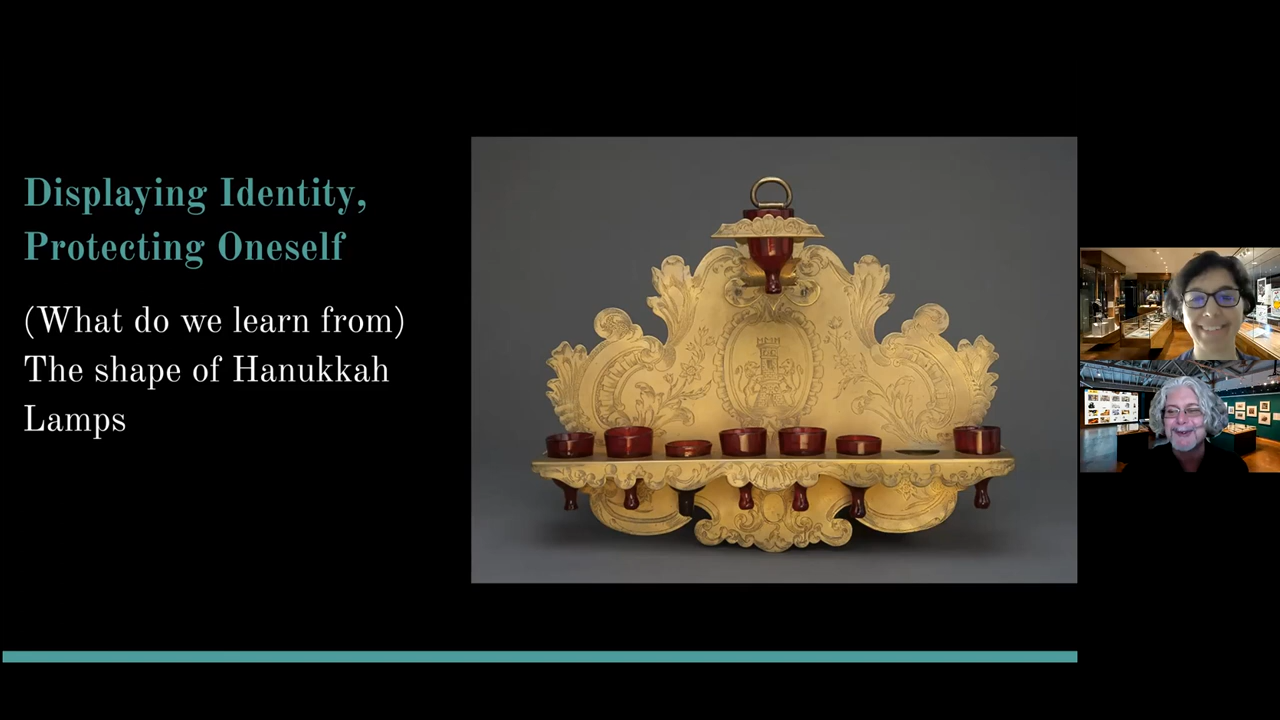 Displaying Identity,
Protecting Oneself
(What do we learn from)
The shape of Hanukkah
Lamps